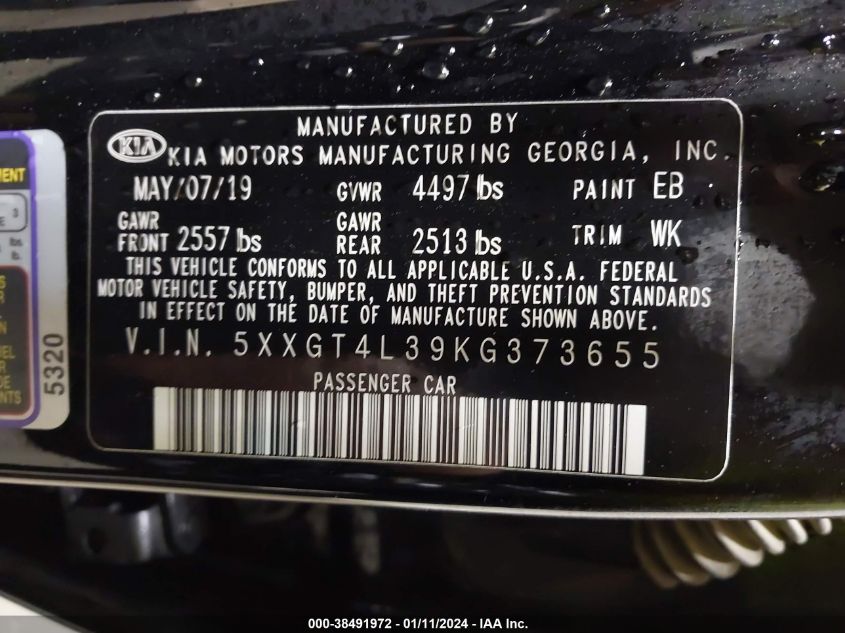 MANUFACTURED BY
KIA KIA MOTORS MANUFACTURING GEORGIA, INC.
MAY/07/19 GVWR 4497 lbs PAINT EB
GAWR GAWR
FRONT 2557 lbs REAR 2513 lbs TRIM WK
THIS VEHICLE CONFORMS TO ALL APPLICABLE U.S.A. FEDERAL
MOTOR VEHICLE SAFETY, BUMPER, AND THEFT PREVENTION STANDARDS
IN EFFECT ON THE DATE OF MANUFACTURE SHOWN ABOVE.
V.I.N. 5XXGT4L39KG373655
PASSENGER CAR
3
lbs
5320
000-38491972 - 01/11/2024 - IAA Inc.